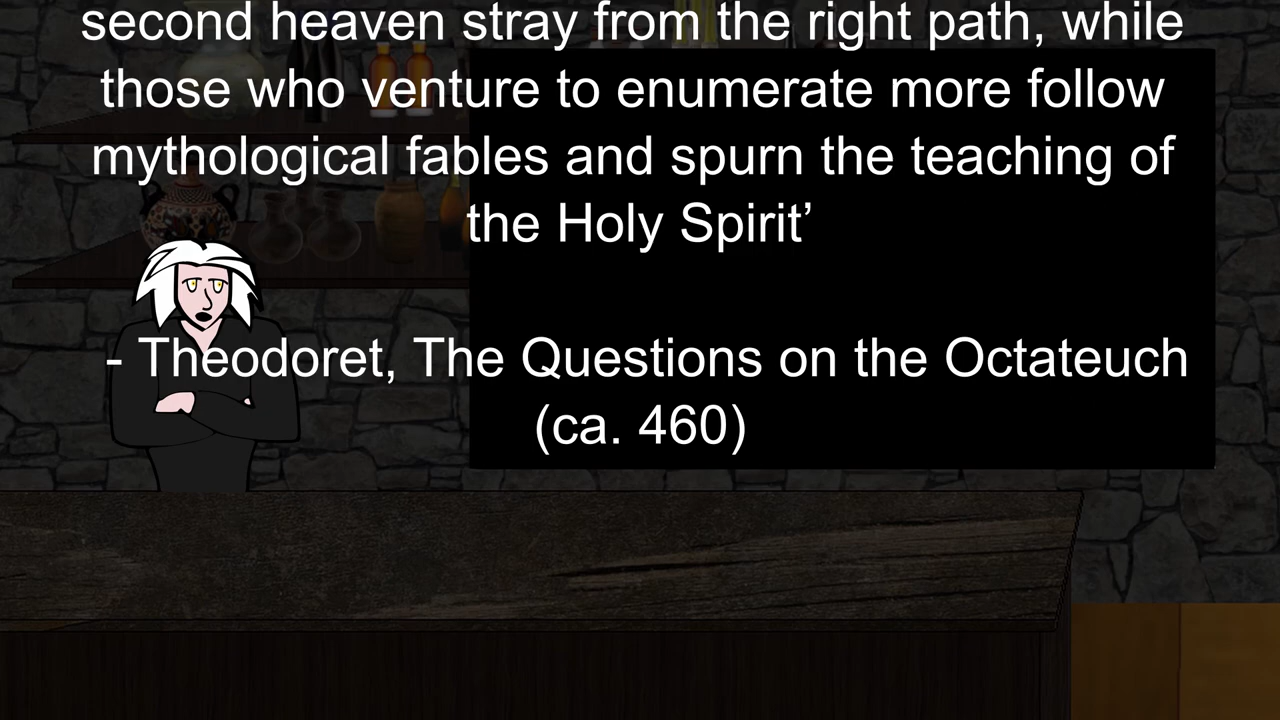 second heaven stray from the right path, while
those who venture to enumerate more follow
mythological fables and spurn the teaching of
the Holy Spirit’
- Theodoret, The Questions on the Octateuch
(ca. 460)